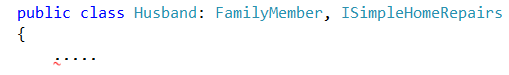 public class Husband: FamilyMember, ISimpleHomeRepairs
{
.....